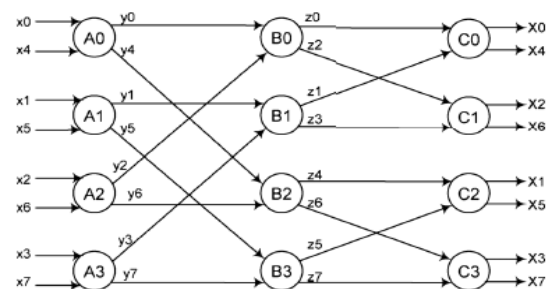 x0 y0 z0 X0
A0 B0 C0
x4 y4 z2 X4
x1 y1 z1 X2
A1 B1 C1
x5 y5 z3 X6
y2
x2 y6 z4 X1
A2 B2 C2
x6 z6 X5
x3 y3 z5 X3
A3 B3 C3
x7 y7 z7 X7